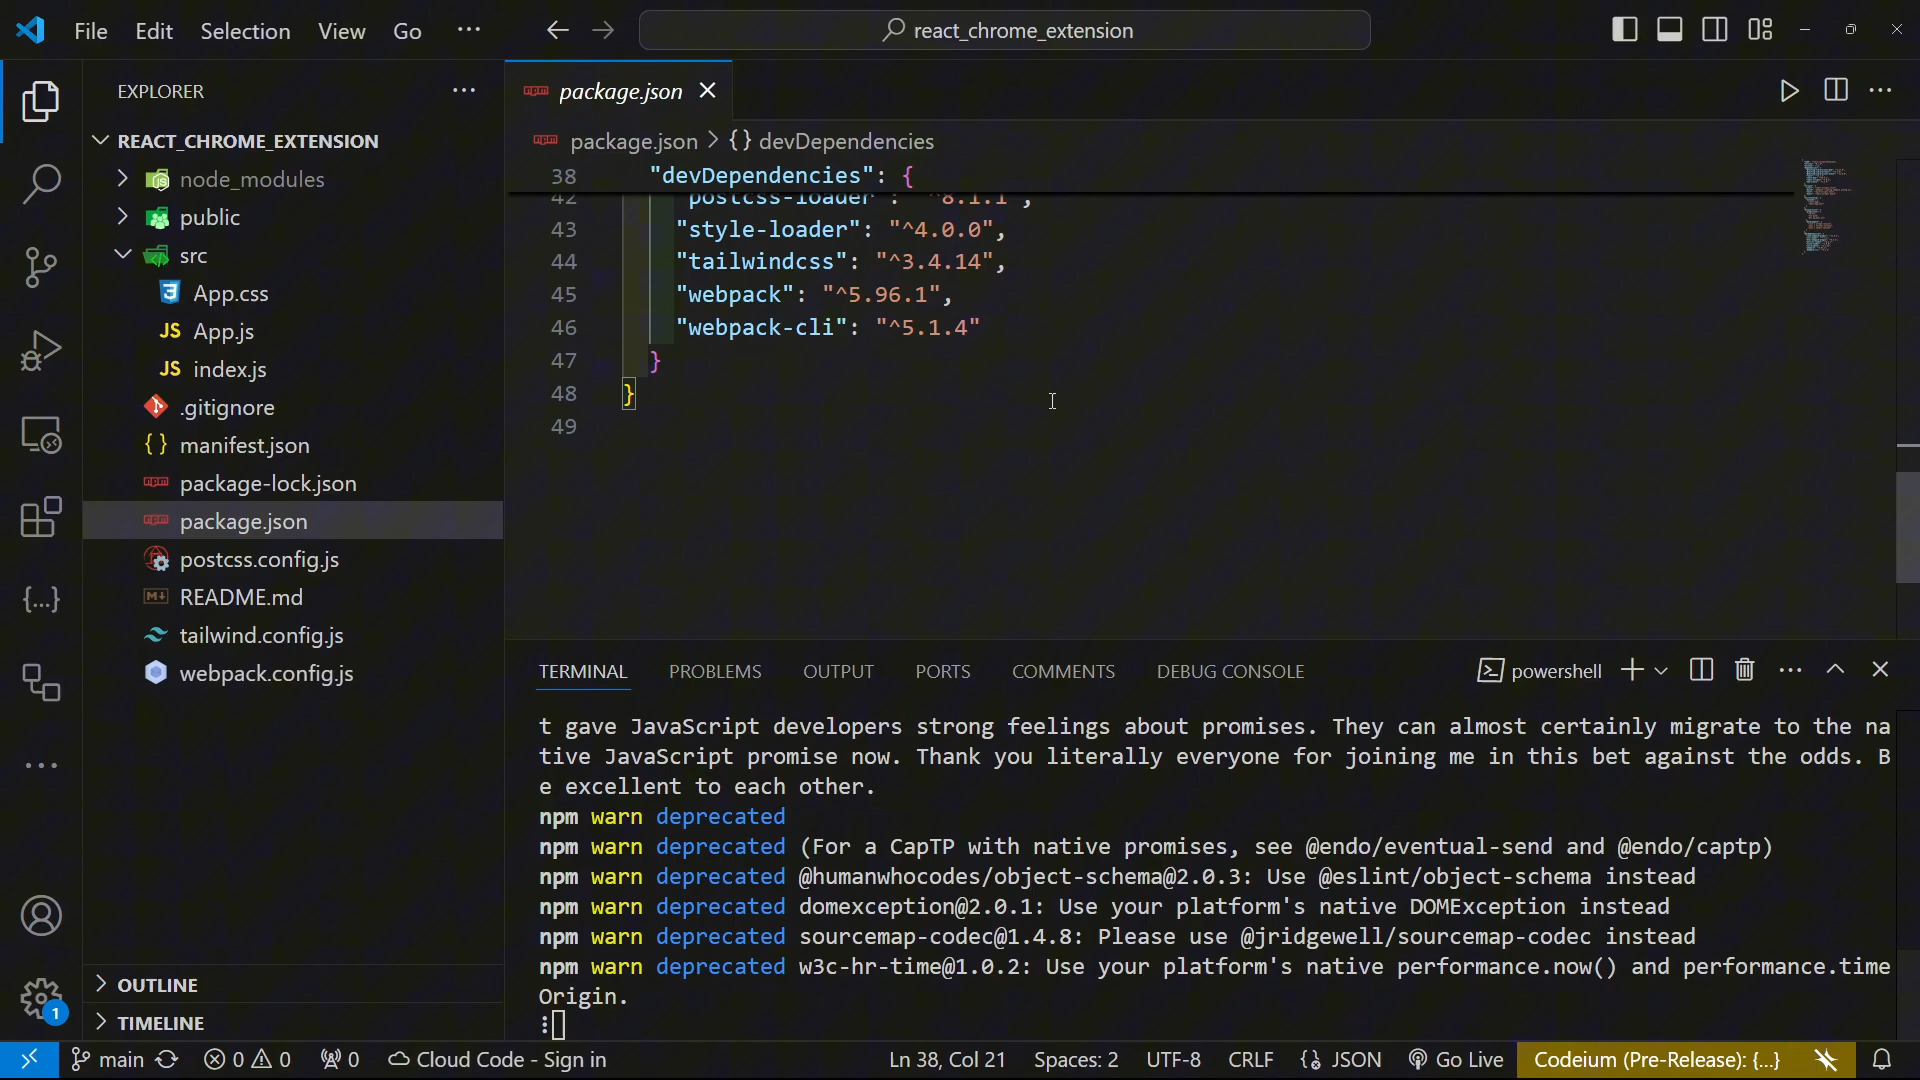 File Edit Selection View Go ··· react_chrome_extension
EXPLORER ···
REACT_CHROME_EXTENSION
node_modules
public
src
App.css
JS App.js
JS index.js
.gitignore
{ } manifest.json
package-lock.json
package.json
postcss.config.js
README.md
tailwind.config.js
webpack.config.js
OUTLINE
TIMELINE
1
package.json
package.json > {} devDependencies
38 "devDependencies": {
42 "postcss-loader": "^8.1.1",
43 "style-loader": "^4.0.0",
44 "tailwindcss": "^3.4.14",
45 "webpack": "^5.96.1",
46 "webpack-cli": "^5.1.4"
47 }
48 }
49
TERMINAL PROBLEMS OUTPUT PORTS COMMENTS DEBUG CONSOLE powershell
t gave JavaScript developers strong feelings about promises. They can almost certainly migrate to the na
tive JavaScript promise now. Thank you literally everyone for joining me in this bet against the odds. B
e excellent to each other.
npm warn deprecated
npm warn deprecated (For a CapTP with native promises, see @endo/eventual-send and @endo/captp)
npm warn deprecated @humanwhocodes/object-schema@2.0.3: Use @eslint/object-schema instead
npm warn deprecated domexception@2.0.1: Use your platform's native DOMException instead
npm warn deprecated sourcemap-codec@1.4.8: Please use @jridgewell/sourcemap-codec instead
npm warn deprecated w3c-hr-time@1.0.2: Use your platform's native performance.now() and performance.time
Origin.
main 0 0 0 Cloud Code - Sign in Ln 38, Col 21 Spaces: 2 UTF-8 CRLF JSON Go Live Codeium (Pre-Release): {...}